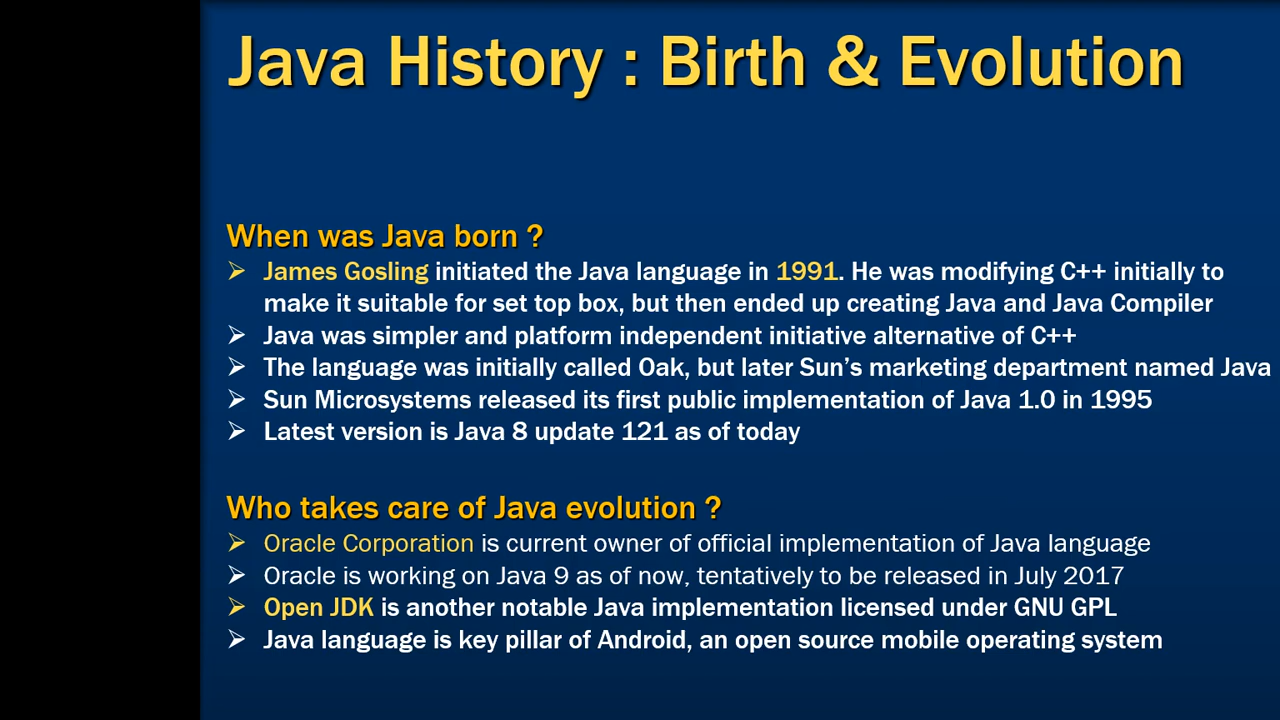 Java History : Birth & Evolution
When was Java born ?
➢ James Gosling initiated the Java language in 1991. He was modifying C++ initially to
make it suitable for set top box, but then ended up creating Java and Java Compiler
➢ Java was simpler and platform independent initiative alternative of C++
➢ The language was initially called Oak, but later Sun’s marketing department named Java
➢ Sun Microsystems released its first public implementation of Java 1.0 in 1995
➢ Latest version is Java 8 update 121 as of today
Who takes care of Java evolution ?
➢ Oracle Corporation is current owner of official implementation of Java language
➢ Oracle is working on Java 9 as of now, tentatively to be released in July 2017
➢ Open JDK is another notable Java implementation licensed under GNU GPL
➢ Java language is key pillar of Android, an open source mobile operating system